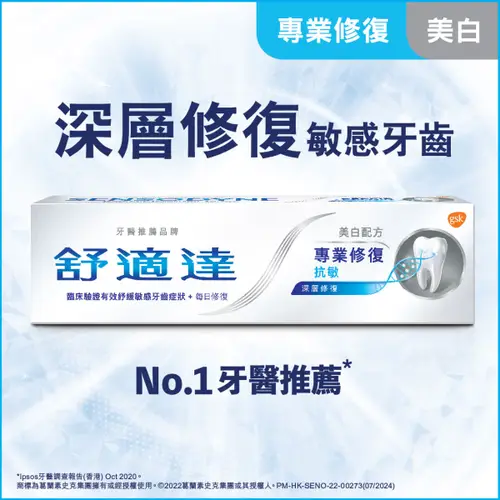 專業修復
美白
深層修復敏感牙齒
SENSODYNE
牙醫推薦品牌
舒適達
臨床驗證有效紓緩敏感牙齒症狀 + 每日修復
gsk
美白配方
專業修復
抗敏
深層修復
No.1牙醫推薦*
*Ipsos牙醫調查報告(香港) Oct 2020。
商標為葛蘭素史克集團擁有或經授權使用。©2022葛蘭素史克集團或其授權人。PM-HK-SENO-22-00273(07/2024)